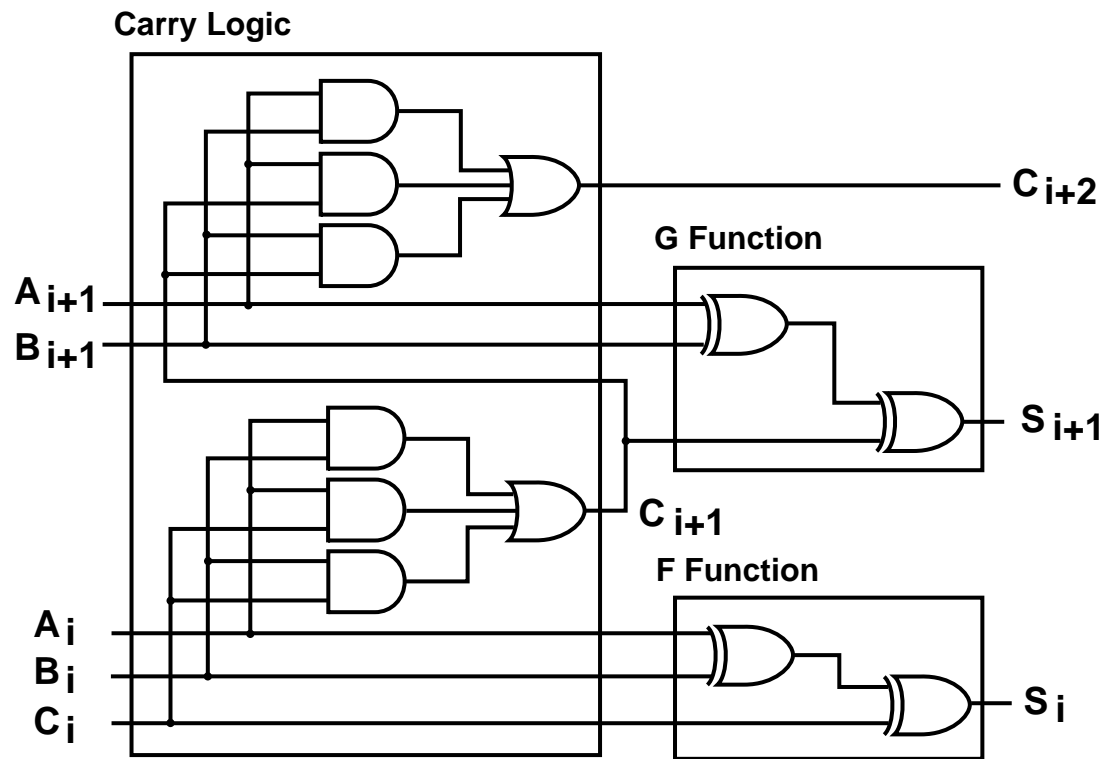 Carry Logic
C i+2
G Function
A i+1
B i+1
S i+1
C i+1
F Function
A i
B i
C i
S i